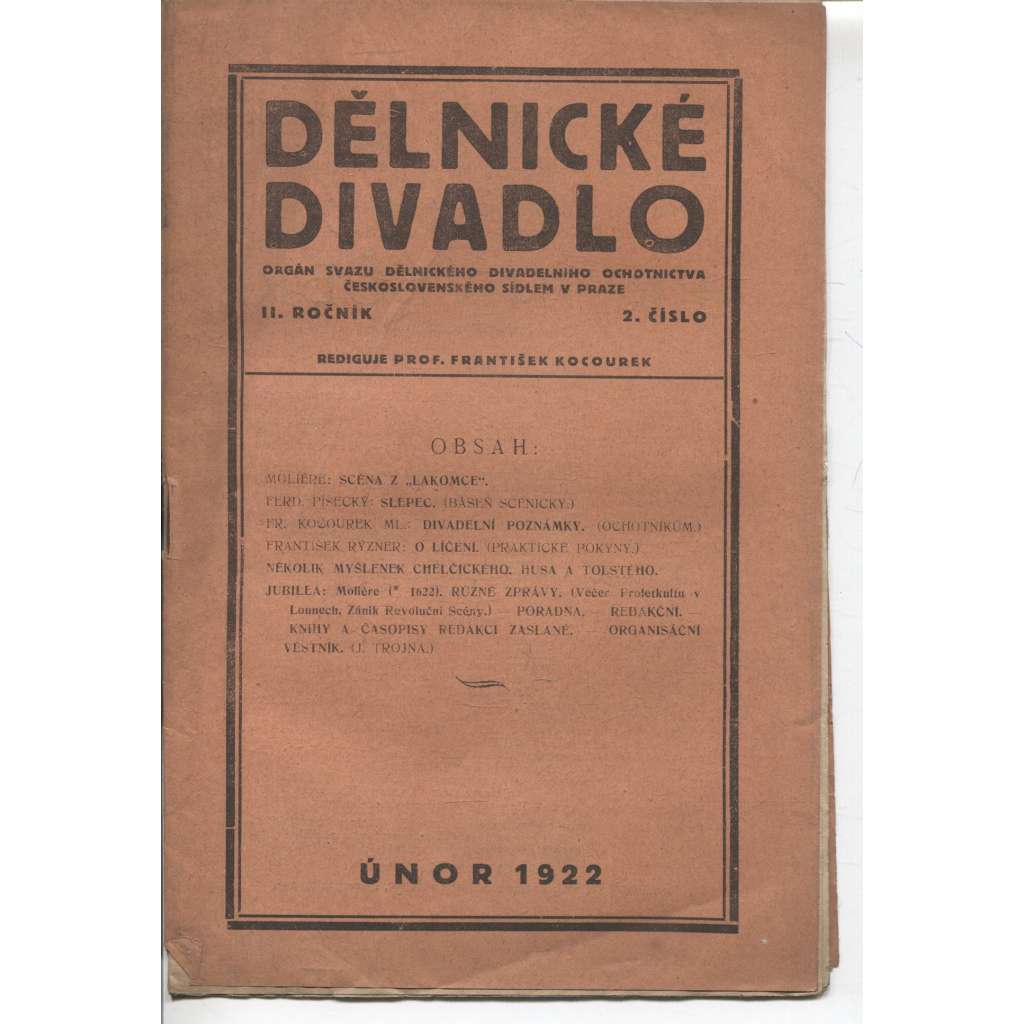 DĚLNICKÉ
DIVADLO
ORGÁN SVAZU DĚLNICKÉHO DIVADELNÍHO OCHOTNICTVA
ČESKOSLOVENSKÉHO SÍDLEM V PRAZE
II. ROČNÍK 2. ČÍSLO
REDIGUJE PROF. FRANTIŠEK KOCOUREK
OBSAH:
MOLIÈRE: SCÉNA Z „LAKOMCE“.
FERD. PÍSECKÝ: SLEPEC. (BÁSEŇ SCENICKÝ.)
FR. KOCOUREK ML.: DIVADELNÍ POZNÁMKY. (OCHOTNÍKŮM.)
FRANTIŠEK RÝZNER: O LÍČENÍ. (PRAKTICKÉ POKYNY.)
NĚKOLIK MYŠLENEK CHELČICKÉHO, HUSA A TOLSTÉHO.
JUBILEA: Molière (* 1622). RŮZNÉ ZPRÁVY. (Večer Proletkultu v
Lounech. Zánik Revoluční Scény.) — PORADNA. — REDAKČNÍ. —
KNIHY A ČASOPISY REDAKCI ZASLANÉ. — ORGANISAČNÍ
VĚSTNÍK. (J. TROJNA.)
ÚNOR 1922